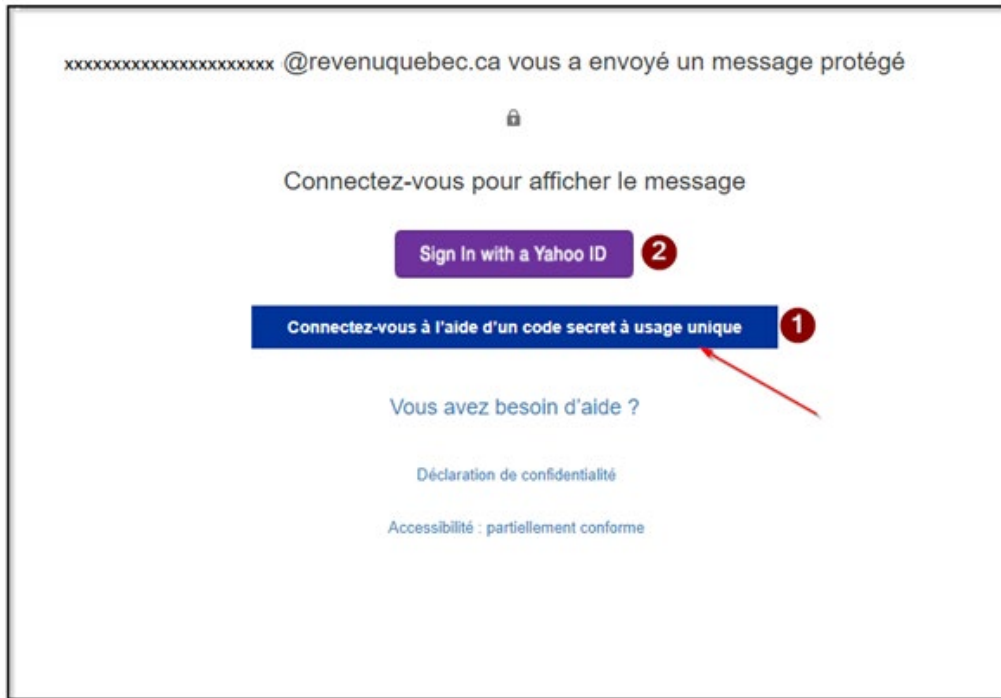 xxxxxxxxxxxxxxxxxxxxxx @revenuquebec.ca vous a envoyé un message protégé
Connectez-vous pour afficher le message
Sign In with a Yahoo ID 2
Connectez-vous à l'aide d'un code secret à usage unique 1
Vous avez besoin d'aide ?
Déclaration de confidentialité
Accessibilité : partiellement conforme